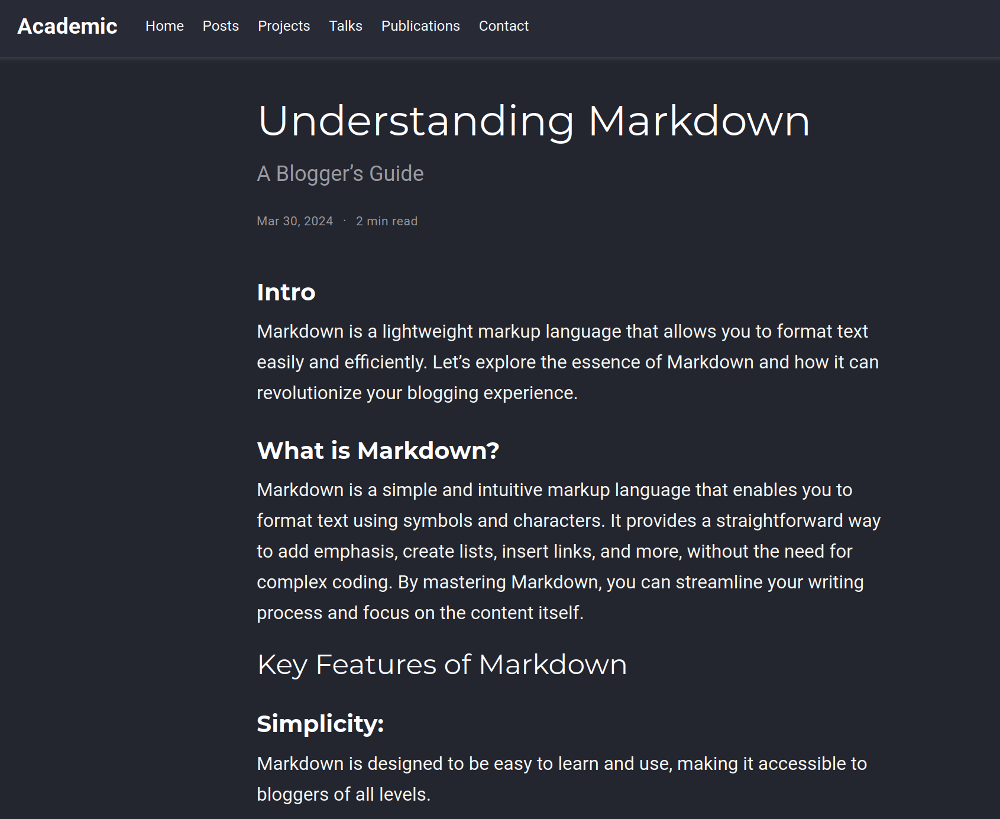 Academic Home Posts Projects Talks Publications Contact
Understanding Markdown
A Blogger’s Guide
Mar 30, 2024 · 2 min read
Intro
Markdown is a lightweight markup language that allows you to format text
easily and efficiently. Let’s explore the essence of Markdown and how it can
revolutionize your blogging experience.
What is Markdown?
Markdown is a simple and intuitive markup language that enables you to
format text using symbols and characters. It provides a straightforward way
to add emphasis, create lists, insert links, and more, without the need for
complex coding. By mastering Markdown, you can streamline your writing
process and focus on the content itself.
Key Features of Markdown
Simplicity:
Markdown is designed to be easy to learn and use, making it accessible to
bloggers of all levels.